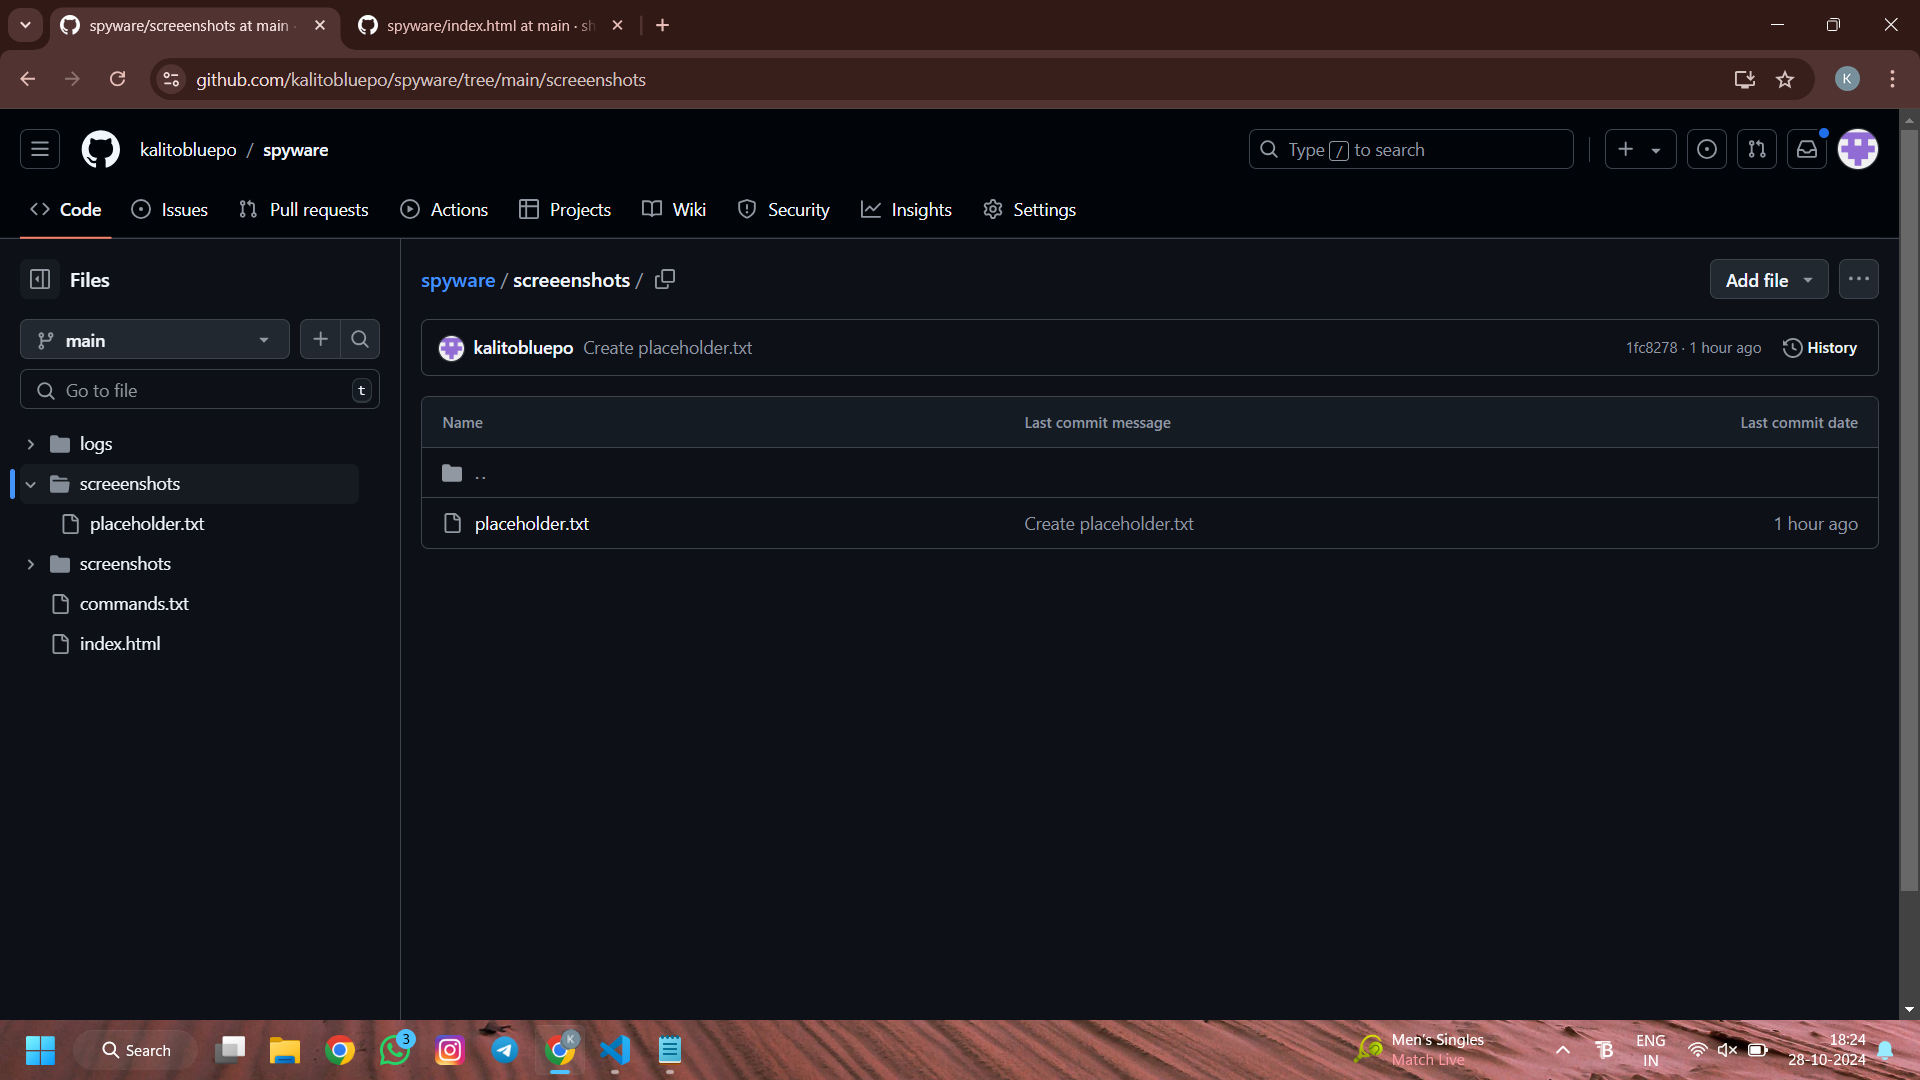 spyware/screeenshots at main ·
spyware/index.html at main · sh
github.com/kalitobluepo/spyware/tree/main/screeenshots
K
kalitobluepo / spyware
Type / to search
Code
Issues
Pull requests
Actions
Projects
Wiki
Security
Insights
Settings
Files
main
Go to file
t
logs
screeenshots
placeholder.txt
screenshots
commands.txt
index.html
spyware / screeenshots /
Add file
kalitobluepo Create placeholder.txt
1fc8278 · 1 hour ago
History
Name Last commit message Last commit date
..
placeholder.txt Create placeholder.txt 1 hour ago
Search
3
K
Men's Singles
Match Live
ENG
IN
18:24
28-10-2024